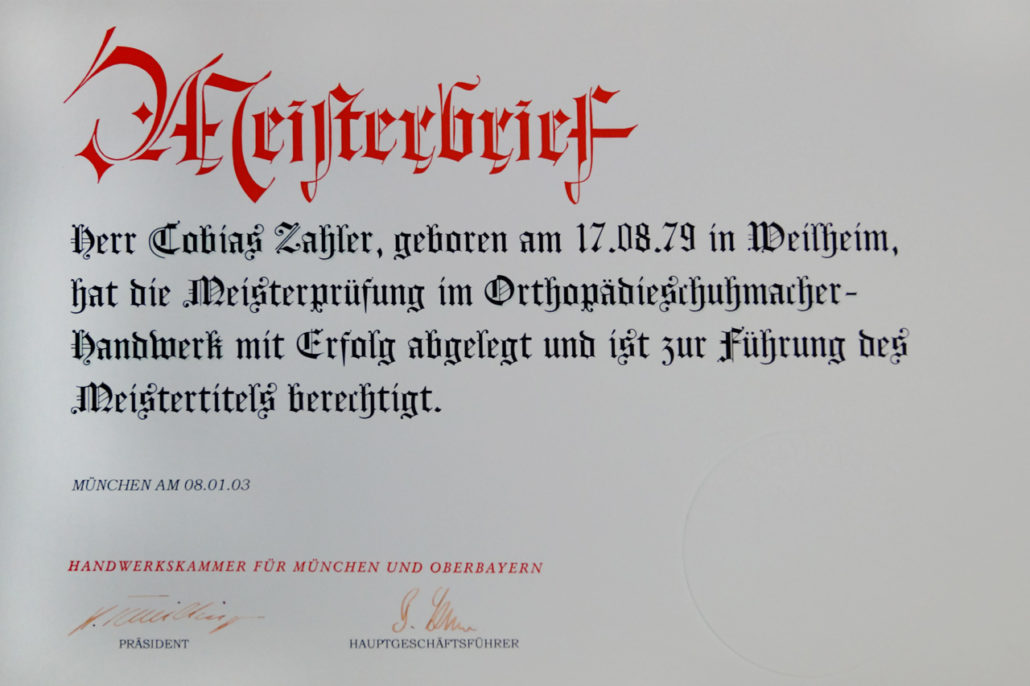 Meisterbrief
Herr Tobias Zahler, geboren am 17.08.79 in Weilheim,
hat die Meisterprüfung im Orthopädieschuhmacher-
Handwerk mit Erfolg abgelegt und ist zur Führung des
Meistertitels berechtigt.
MÜNCHEN AM 08.01.03
HANDWERKSKAMMER FÜR MÜNCHEN UND OBERBAYERN
PRÄSIDENT HAUPTGESCHÄFTSFÜHRER